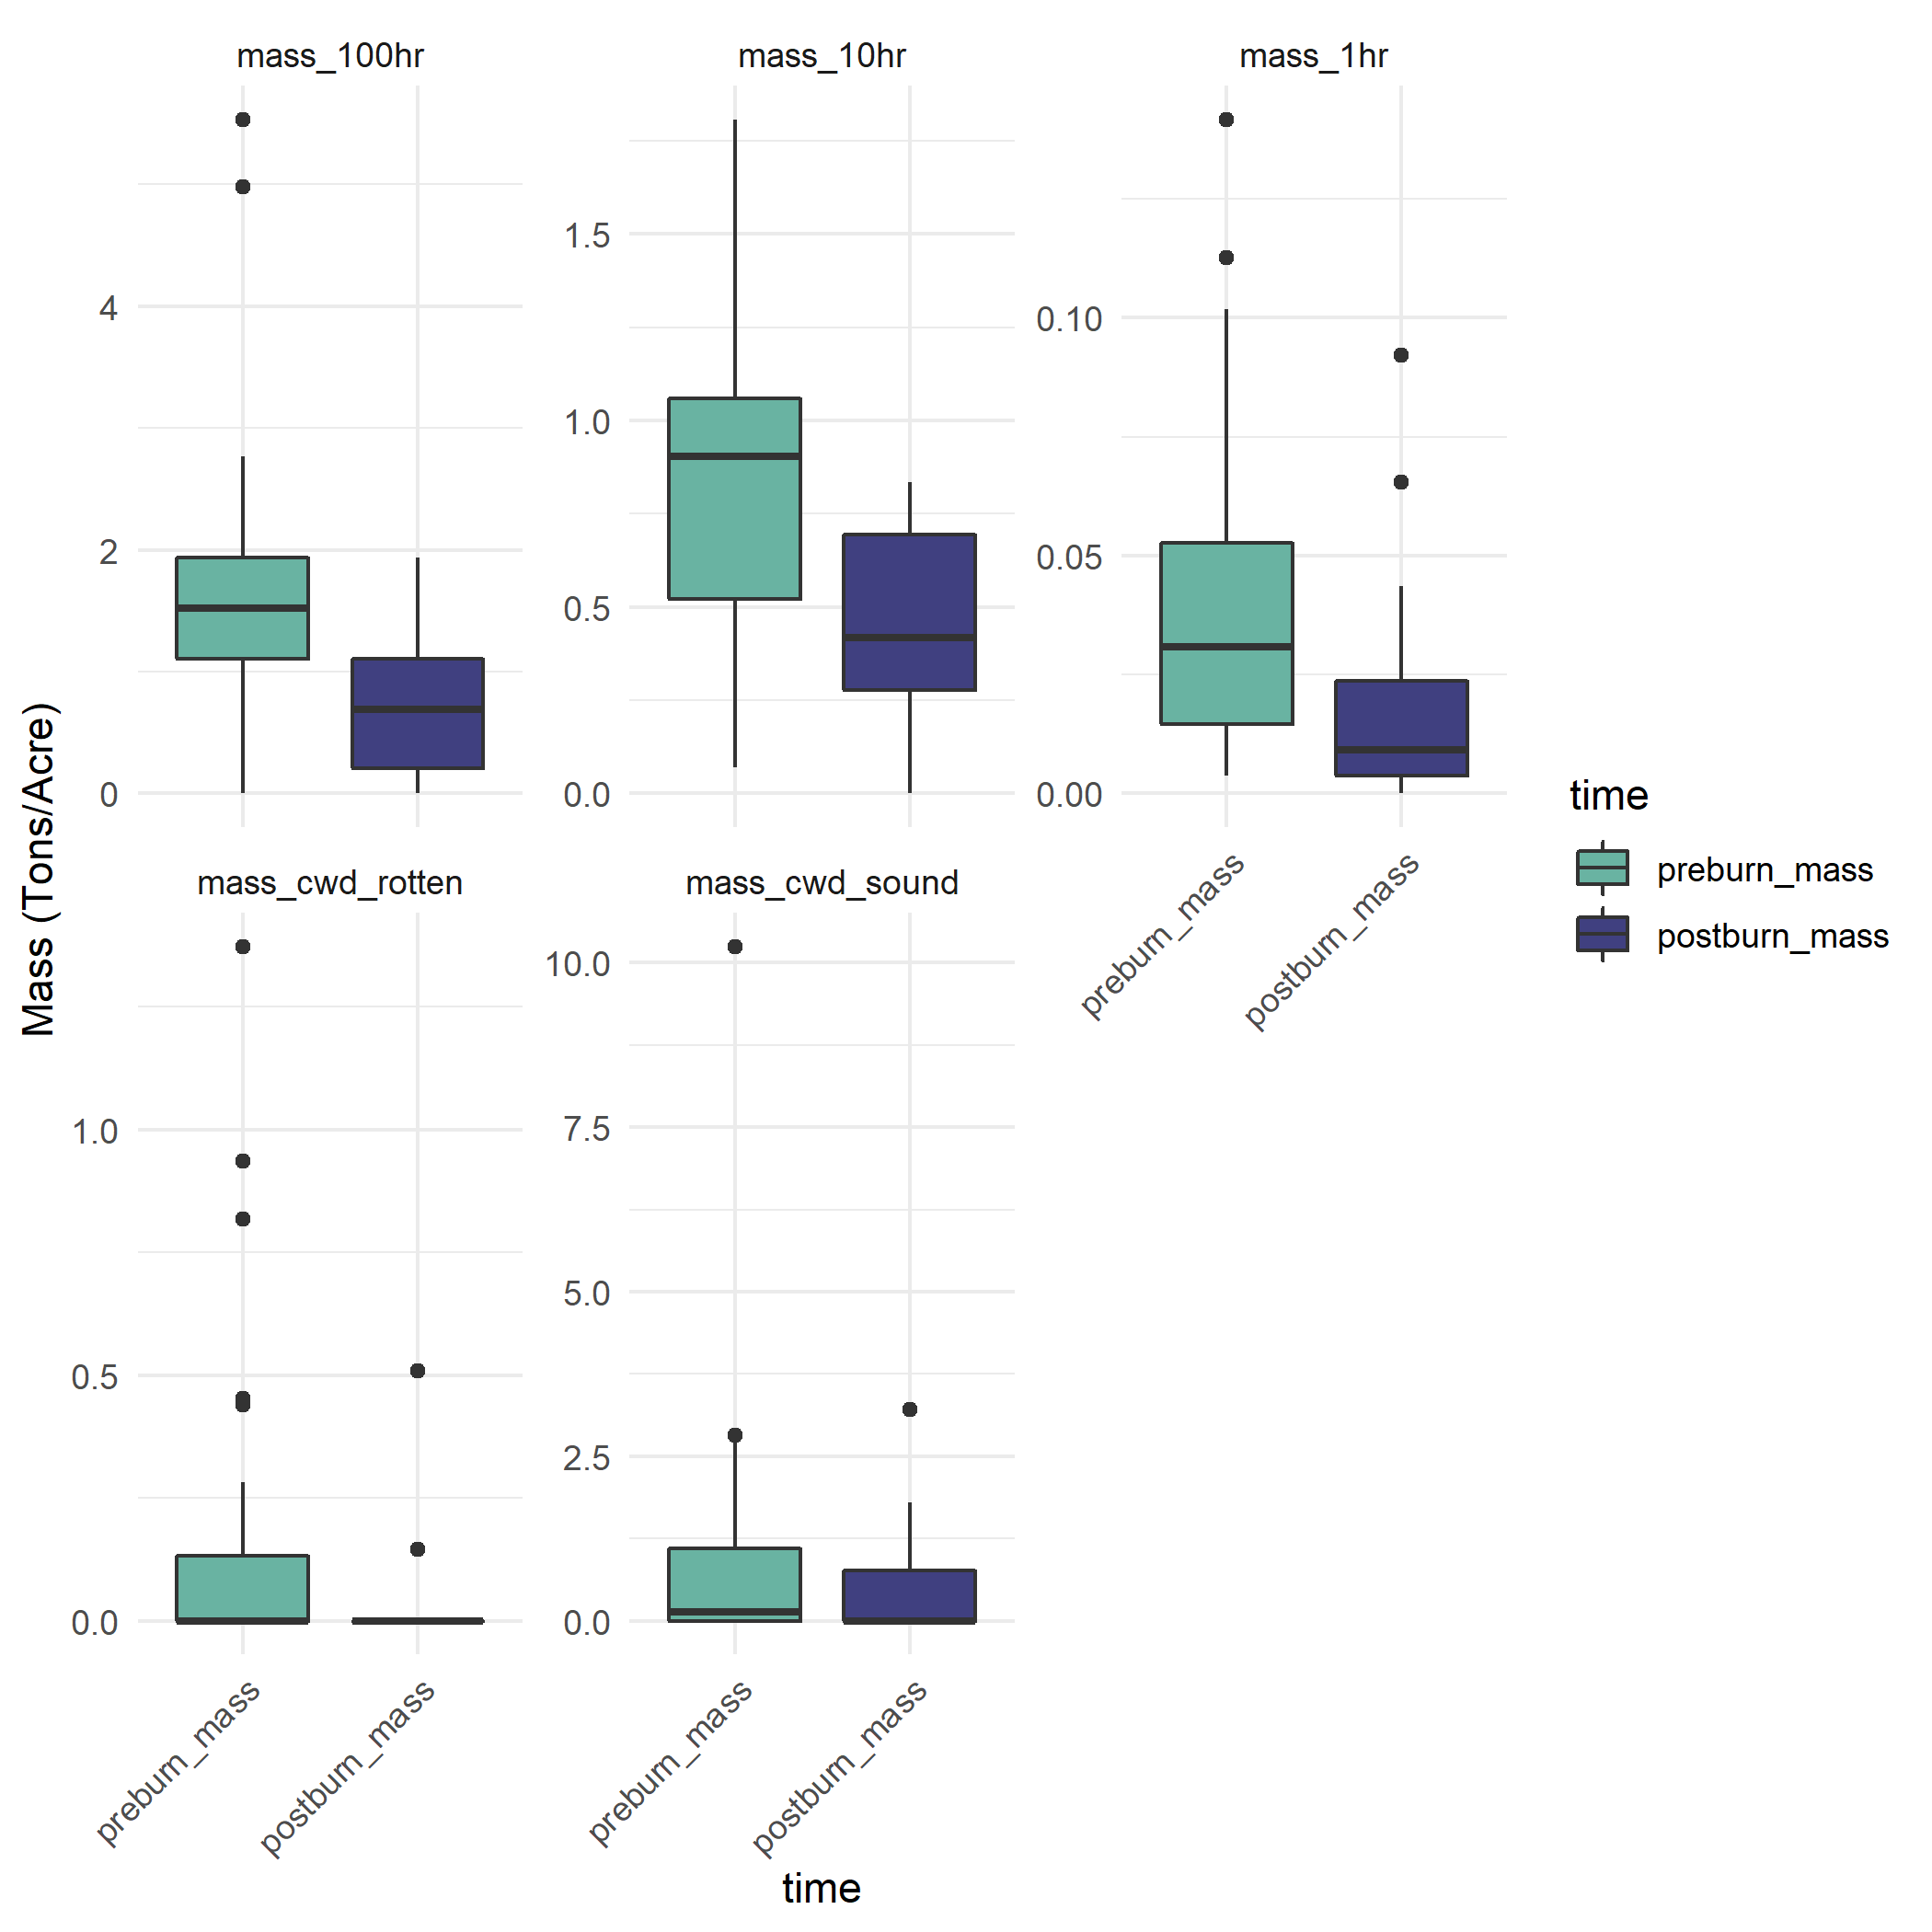 mass_100hr
mass_10hr
mass_1hr
4
2
0
1.5
1.0
0.5
0.0
0.10
0.05
0.00
preburn_mass
postburn_mass
Mass (Tons/Acre)
mass_cwd_rotten
mass_cwd_sound
1.0
0.5
0.0
10.0
7.5
5.0
2.5
0.0
preburn_mass
postburn_mass
preburn_mass
postburn_mass
time
time
preburn_mass
postburn_mass